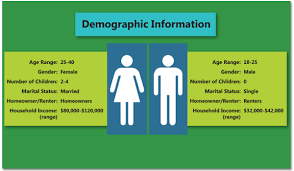 Demographic Information
Age Range: 25-40
Gender: Female
Number of Children: 2-4
Marital Status: Married
Homeowner/Renter: Homeowners
Household Income: $80,000-$120,000
(range)
Age Range: 18-25
Gender: Male
Number of Children: 0
Marital Status: Single
Homeowner/Renter: Renters
Household Income: $32,000-$42,000
(range)